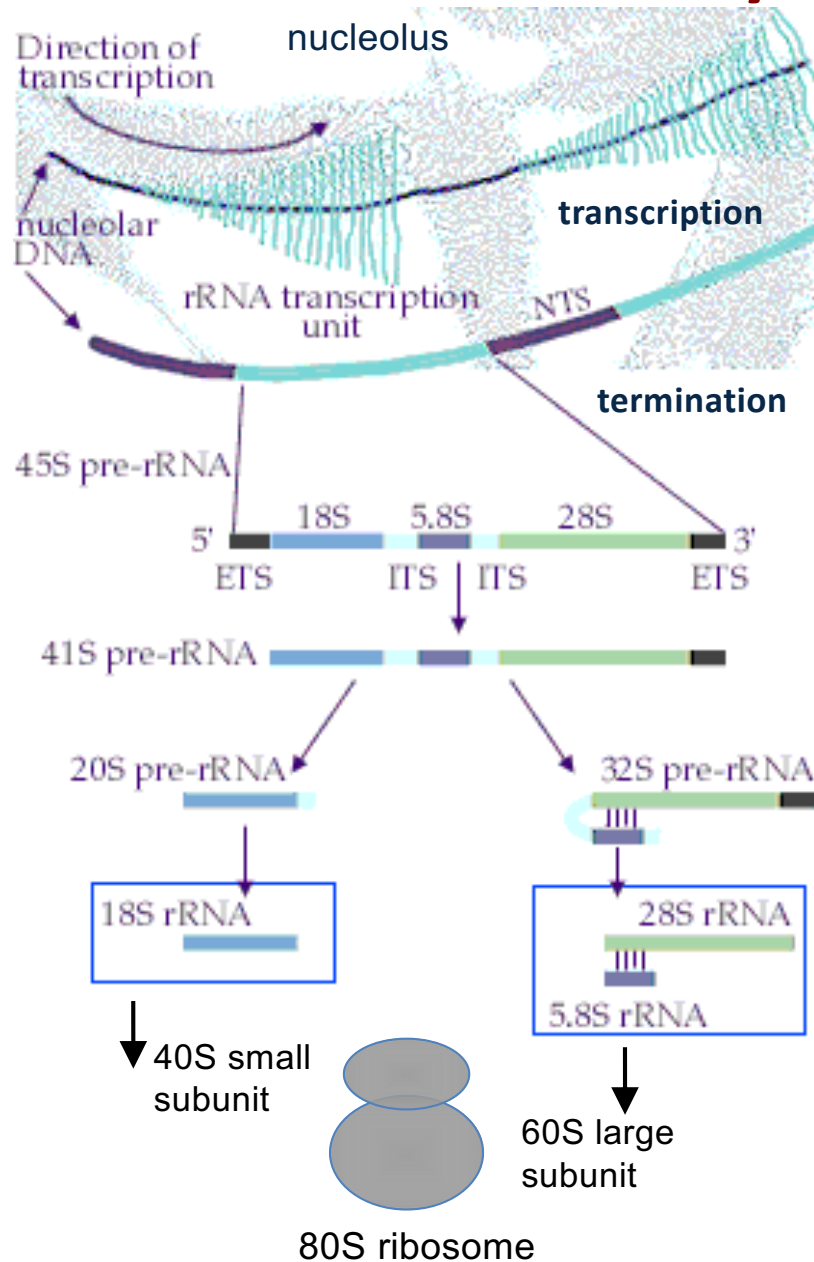 Direction of
transcription
nucleolus
nucleolar
DNA
transcription
rRNA transcription
unit
NTS
termination
45S pre-rRNA
18S 5.8S 28S
5' 3'
ETS ITS ITS ETS
41S pre-rRNA
20S pre-rRNA
32S pre-rRNA
18S rRNA
28S rRNA
5.8S rRNA
40S small
subunit
60S large
subunit
80S ribosome